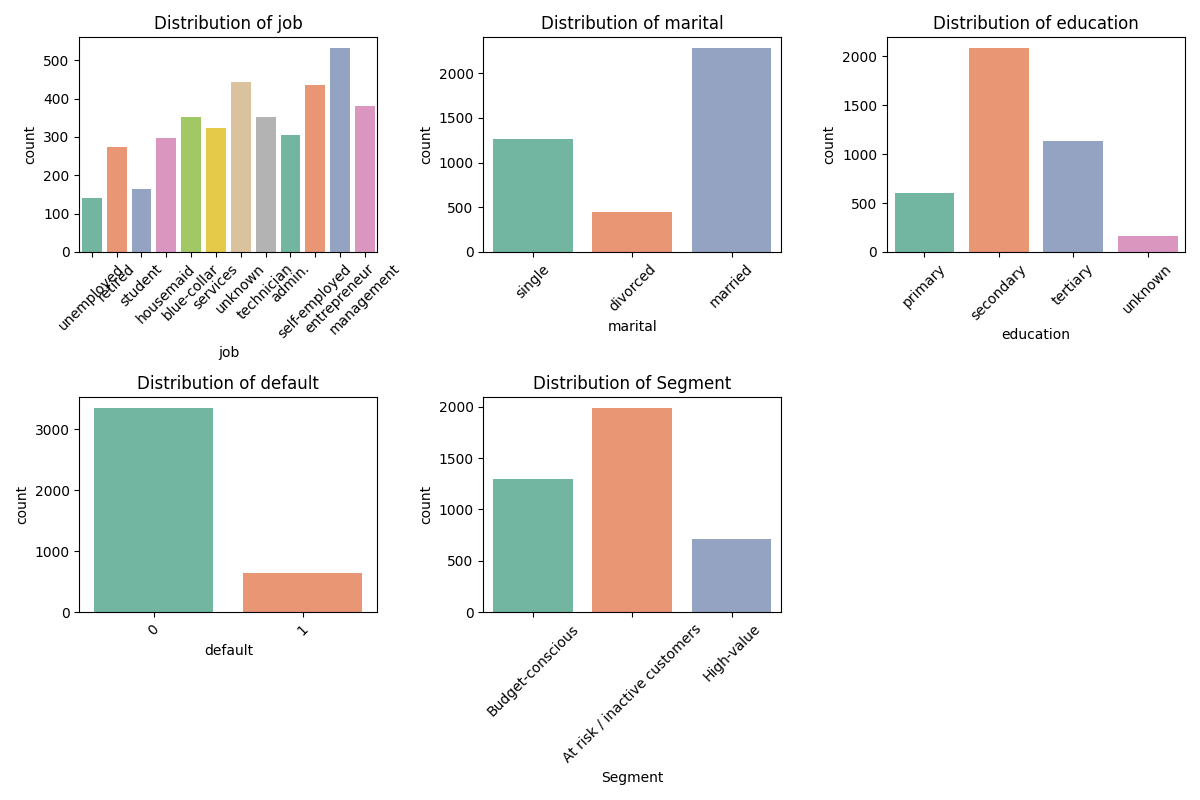 Distribution of job
count
500
400
300
200
100
0
unemployed
retired
student
housemaid
blue-collar
services
unknown
technician
admin.
self-employed
entrepreneur
management
job
Distribution of marital
count
2000
1500
1000
500
0
single
divorced
married
marital
Distribution of education
count
2000
1500
1000
500
0
primary
secondary
tertiary
unknown
education
Distribution of default
count
3000
2000
1000
0
0
1
default
Distribution of Segment
count
2000
1500
1000
500
0
Budget-conscious
At risk / inactive customers
High-value
Segment